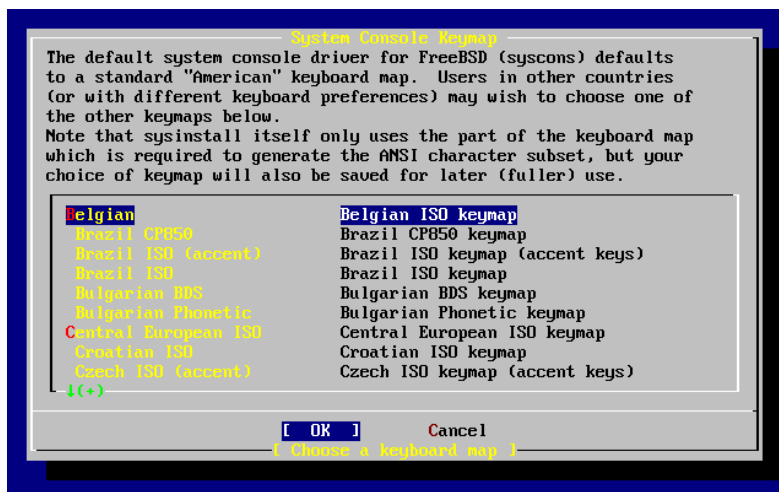 System Console Keymap
The default system console driver for FreeBSD (syscons) defaults
to a standard "American" keyboard map.  Users in other countries
(or with different keyboard preferences) may wish to choose one of
the other keymaps below.
Note that sysinstall itself only uses the part of the keyboard map
which is required to generate the ANSI character subset, but your
choice of keymap will also be saved for later (fuller) use.
Belgian Belgian ISO keymap
Brazil CP850 Brazil CP850 keymap
Brazil ISO (accent) Brazil ISO keymap (accent keys)
Brazil ISO Brazil ISO keymap
Bulgarian BDS Bulgarian BDS keymap
Bulgarian Phonetic Bulgarian Phonetic keymap
Central European ISO Central European ISO keymap
Croatian ISO Croatian ISO keymap
Czech ISO (accent) Czech ISO keymap (accent keys)
↓(+)
[ OK ] Cancel
[ Choose a keyboard map ]